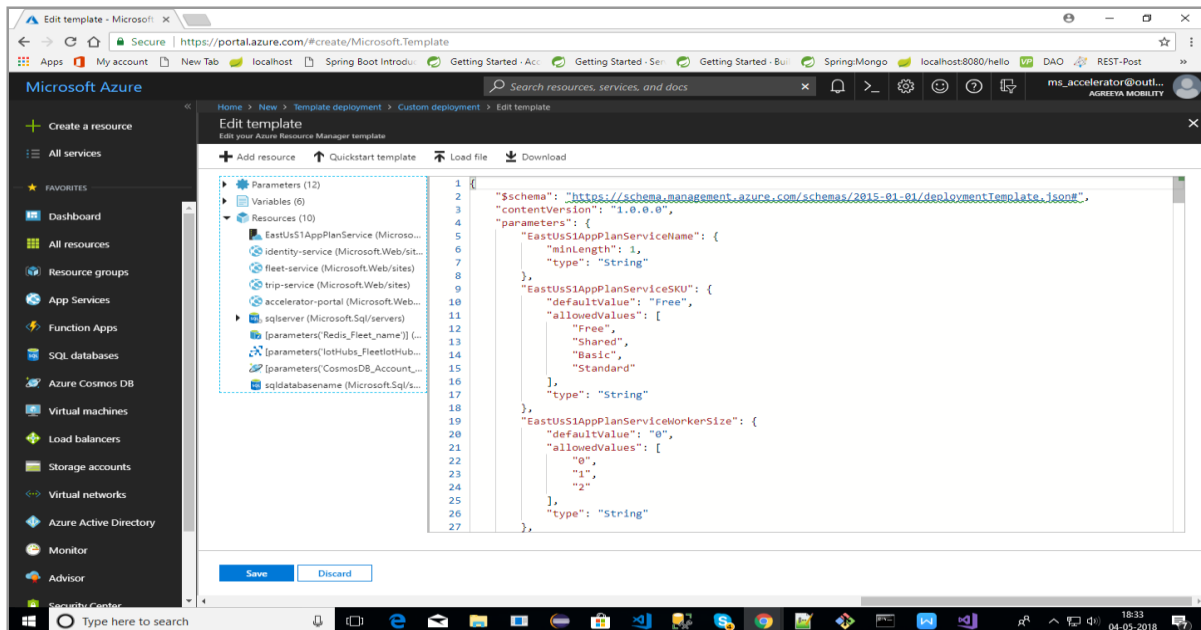 Edit template - Microsoft
Secure | https://portal.azure.com/#create/Microsoft.Template
Apps My account New Tab localhost Spring Boot Introduc Getting Started · Acc Getting Started · Ser Getting Started · Bui Spring:Mongo localhost:8080/hello VP DAO REST-Post »
Microsoft Azure
Search resources, services, and docs
ms_accelerator@outl...
AGREEYA MOBILITY
Home > New > Template deployment > Custom deployment > Edit template
Edit template
Edit your Azure Resource Manager template
Add resource Quickstart template Load file Download
Create a resource
All services
FAVORITES
Dashboard
All resources
Resource groups
App Services
Function Apps
SQL databases
Azure Cosmos DB
Virtual machines
Load balancers
Storage accounts
Virtual networks
Azure Active Directory
Monitor
Advisor
Security Center
Parameters (12)
Variables (6)
Resources (10)
EastUsS1AppPlanService (Microso...
identity-service (Microsoft.Web/sit...
fleet-service (Microsoft.Web/sites)
trip-service (Microsoft.Web/sites)
accelerator-portal (Microsoft.Web...
sqlserver (Microsoft.Sql/servers)
[parameters('Redis_Fleet_name')] (...
[parameters('IotHubs_FleetIotHub...
[parameters('CosmosDB_Account_...
sqldatabasename (Microsoft.Sql/s...
1 {
2 "$schema": "https://schema.management.azure.com/schemas/2015-01-01/deploymentTemplate.json#",
3 "contentVersion": "1.0.0.0",
4 "parameters": {
5 "EastUsS1AppPlanServiceName": {
6 "minLength": 1,
7 "type": "String"
8 },
9 "EastUsS1AppPlanServiceSKU": {
10 "defaultValue": "Free",
11 "allowedValues": [
12 "Free",
13 "Shared",
14 "Basic",
15 "Standard"
16 ],
17 "type": "String"
18 },
19 "EastUsS1AppPlanServiceWorkerSize": {
20 "defaultValue": "0",
21 "allowedValues": [
22 "0",
23 "1",
24 "2"
25 ],
26 "type": "String"
27 },
Save Discard
Type here to search
18:33
04-05-2018